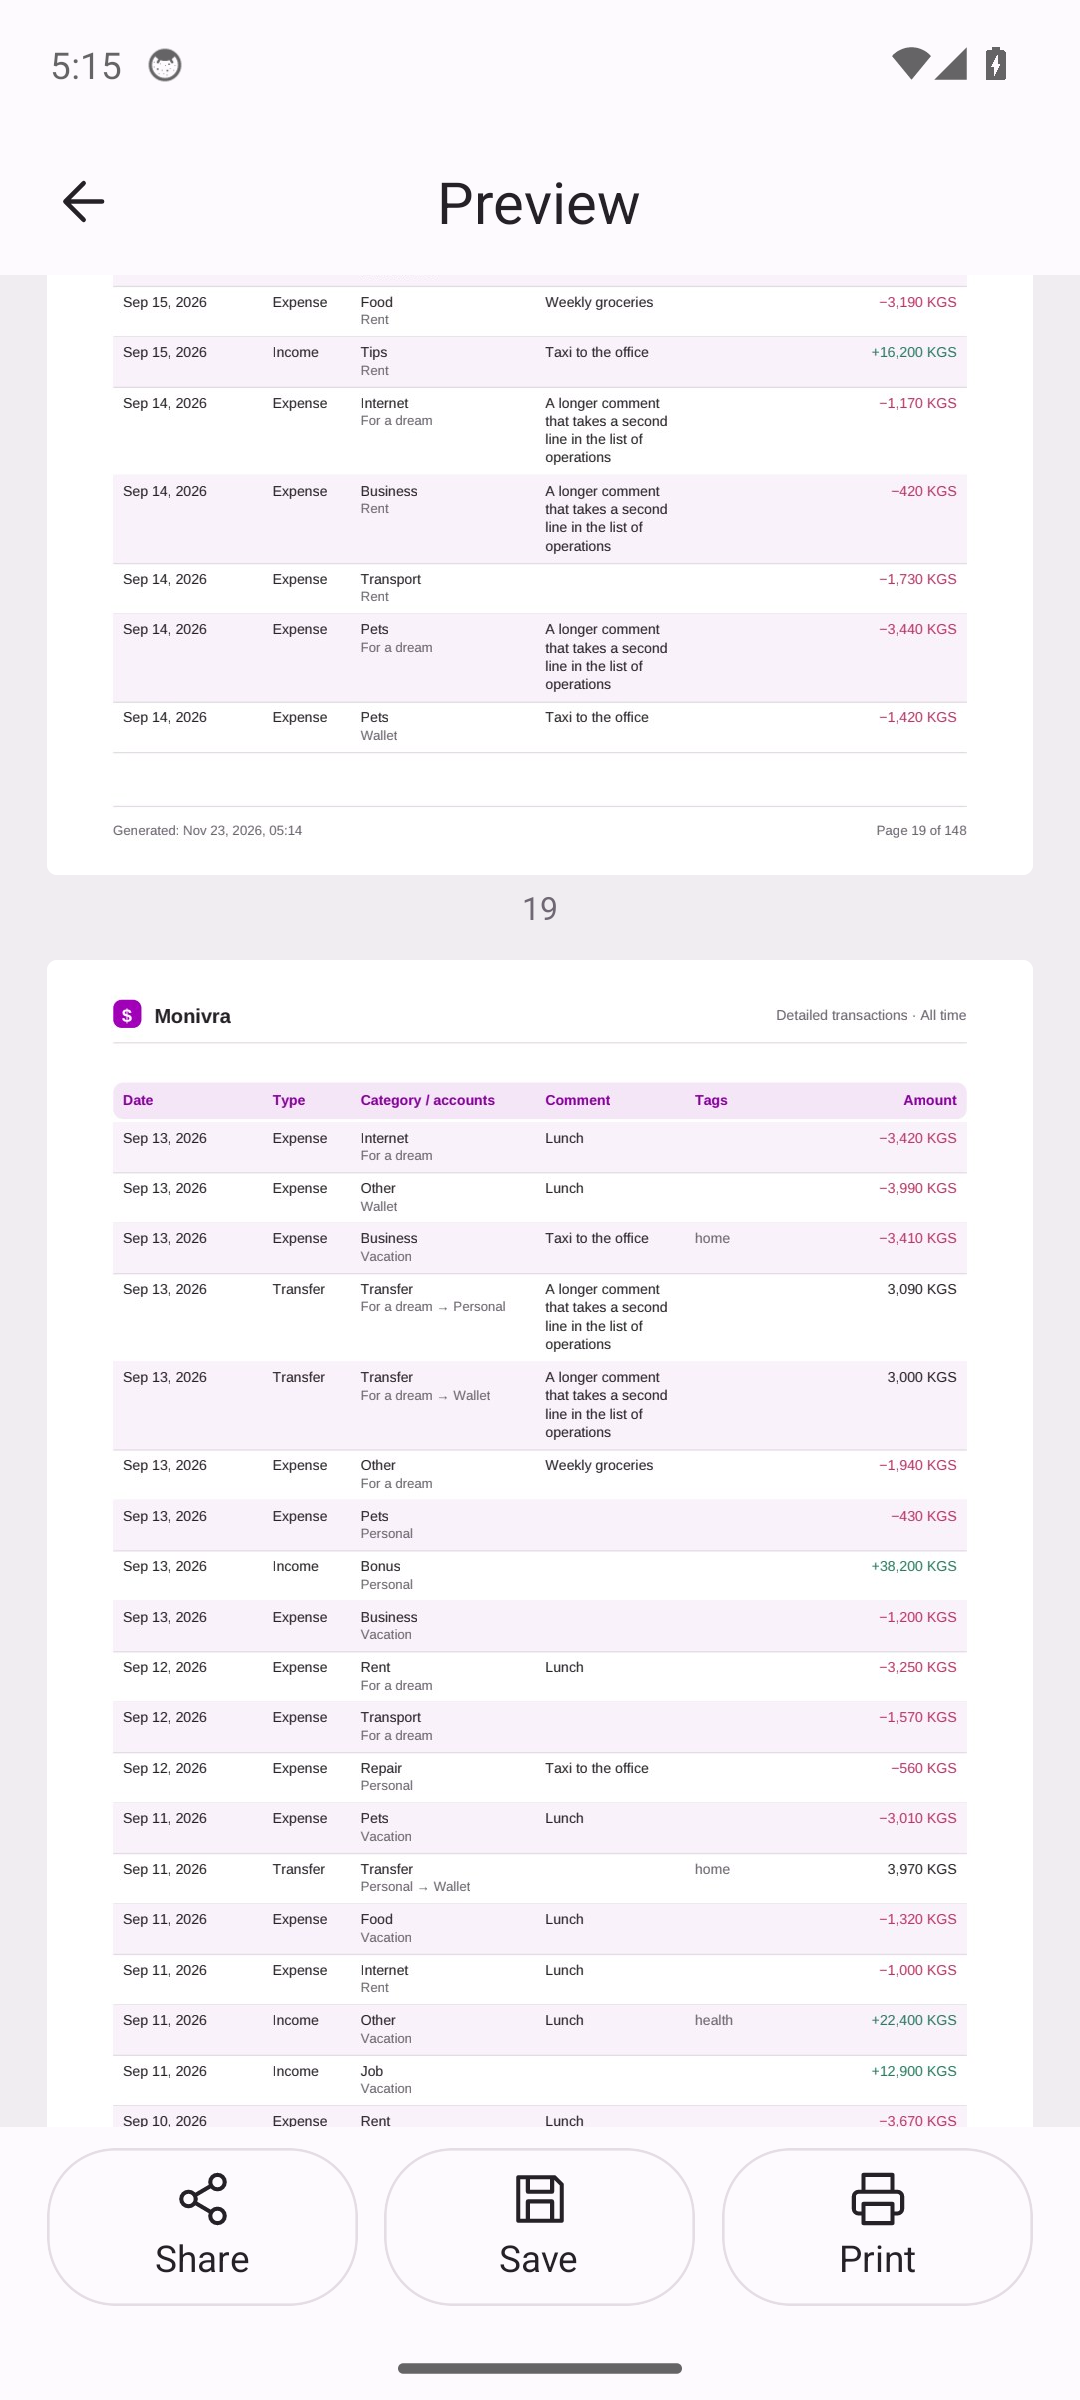 5:15
Preview
Sep 15, 2026 Expense Food Weekly groceries −3,190 KGS
Rent
Sep 15, 2026 Income Tips Taxi to the office +16,200 KGS
Rent
Sep 14, 2026 Expense Internet A longer comment −1,170 KGS
For a dream that takes a second
line in the list of
operations
Sep 14, 2026 Expense Business A longer comment −420 KGS
Rent that takes a second
line in the list of
operations
Sep 14, 2026 Expense Transport −1,730 KGS
Rent
Sep 14, 2026 Expense Pets A longer comment −3,440 KGS
For a dream that takes a second
line in the list of
operations
Sep 14, 2026 Expense Pets Taxi to the office −1,420 KGS
Wallet
Generated: Nov 23, 2026, 05:14 Page 19 of 148
19
$ Monivra Detailed transactions · All time
Date Type Category / accounts Comment Tags Amount
Sep 13, 2026 Expense Internet Lunch −3,420 KGS
For a dream
Sep 13, 2026 Expense Other Lunch −3,990 KGS
Wallet
Sep 13, 2026 Expense Business Taxi to the office home −3,410 KGS
Vacation
Sep 13, 2026 Transfer Transfer A longer comment 3,090 KGS
For a dream → Personal that takes a second
line in the list of
operations
Sep 13, 2026 Transfer Transfer A longer comment 3,000 KGS
For a dream → Wallet that takes a second
line in the list of
operations
Sep 13, 2026 Expense Other Weekly groceries −1,940 KGS
For a dream
Sep 13, 2026 Expense Pets −430 KGS
Personal
Sep 13, 2026 Income Bonus +38,200 KGS
Personal
Sep 13, 2026 Expense Business −1,200 KGS
Vacation
Sep 12, 2026 Expense Rent Lunch −3,250 KGS
For a dream
Sep 12, 2026 Expense Transport −1,570 KGS
For a dream
Sep 12, 2026 Expense Repair Taxi to the office −560 KGS
Personal
Sep 11, 2026 Expense Pets Lunch −3,010 KGS
Vacation
Sep 11, 2026 Transfer Transfer home 3,970 KGS
Personal → Wallet
Sep 11, 2026 Expense Food Lunch −1,320 KGS
Vacation
Sep 11, 2026 Expense Internet Lunch −1,000 KGS
Rent
Sep 11, 2026 Income Other Lunch health +22,400 KGS
Vacation
Sep 11, 2026 Income Job +12,900 KGS
Vacation
Sep 10, 2026 Expense Rent Lunch −3,670 KGS
Share Save Print